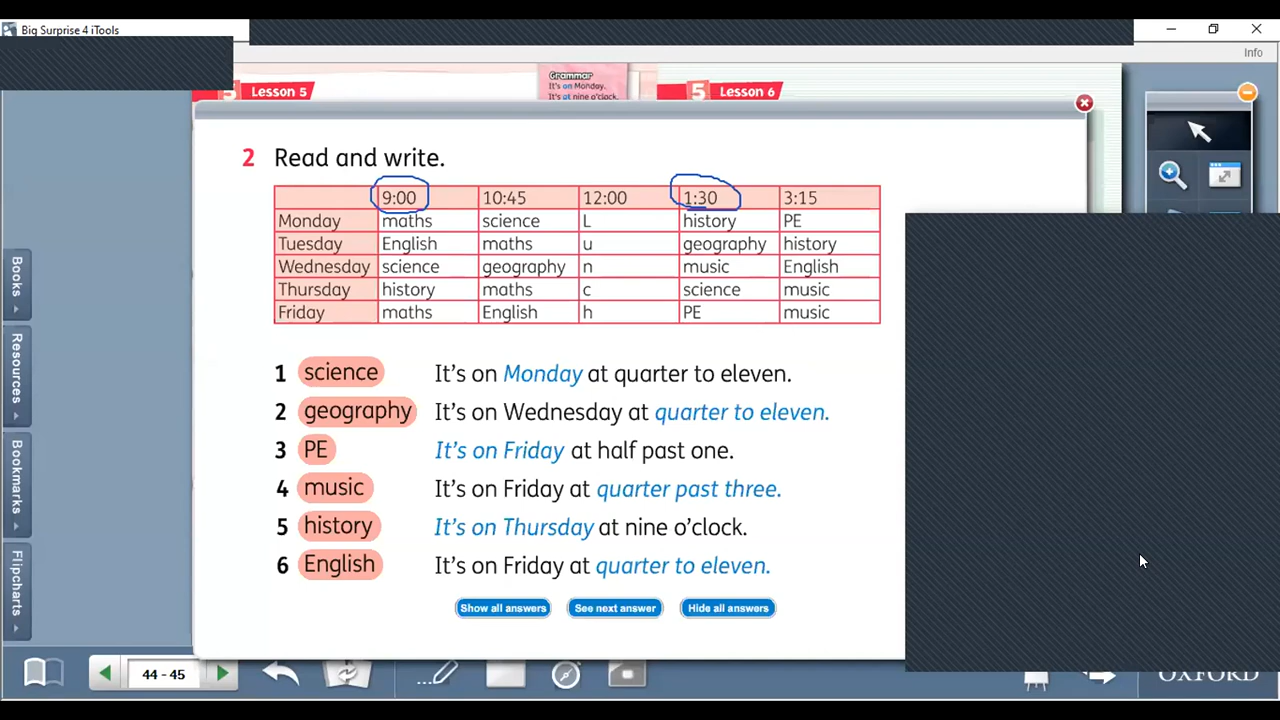 Big Surprise 4 iTools
Info
5 Lesson 5
Grammar
It's on Monday.
It's at nine o'clock.
5 Lesson 6
2 Read and write.
9:00 10:45 12:00 1:30 3:15
Monday maths science L history PE
Tuesday English maths u geography history
Wednesday science geography n music English
Thursday history maths c science music
Friday maths English h PE music
1 science It's on Monday at quarter to eleven.
2 geography It's on Wednesday at quarter to eleven.
3 PE It's on Friday at half past one.
4 music It's on Friday at quarter past three.
5 history It's on Thursday at nine o'clock.
6 English It's on Friday at quarter to eleven.
Show all answers See next answer Hide all answers
Books
Resources
Bookmarks
Flipcharts
44 - 45
OXFORD